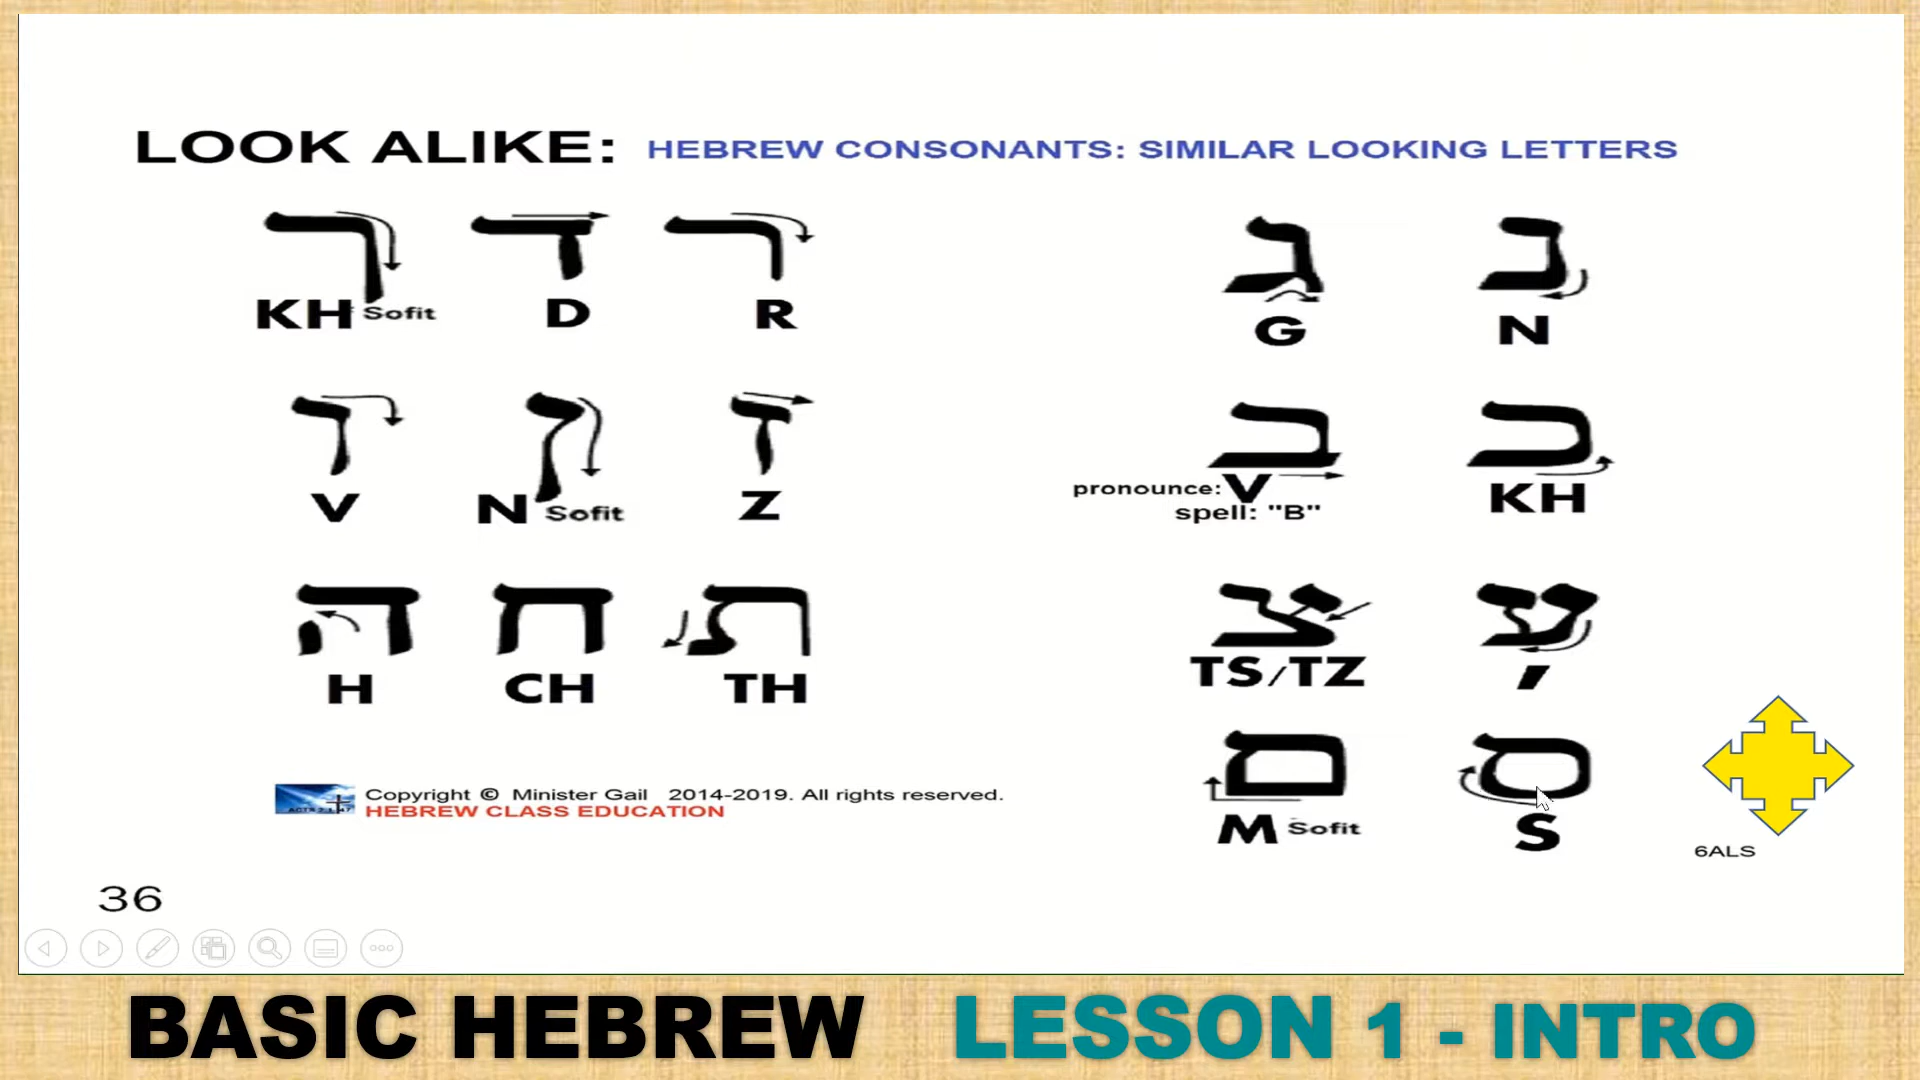 LOOK ALIKE: HEBREW CONSONANTS: SIMILAR LOOKING LETTERS
ך ד ר
KH Sofit D R
ו ן ז
V N Sofit Z
ה ח ת
H CH TH
ג נ
G N
ב כ
pronounce: V KH
spell: "B"
צ ע
TS/TZ ,
ם ס
M Sofit S
Copyright © Minister Gail 2014-2019. All rights reserved.
HEBREW CLASS EDUCATION
6ALS
36
BASIC HEBREW LESSON 1 - INTRO